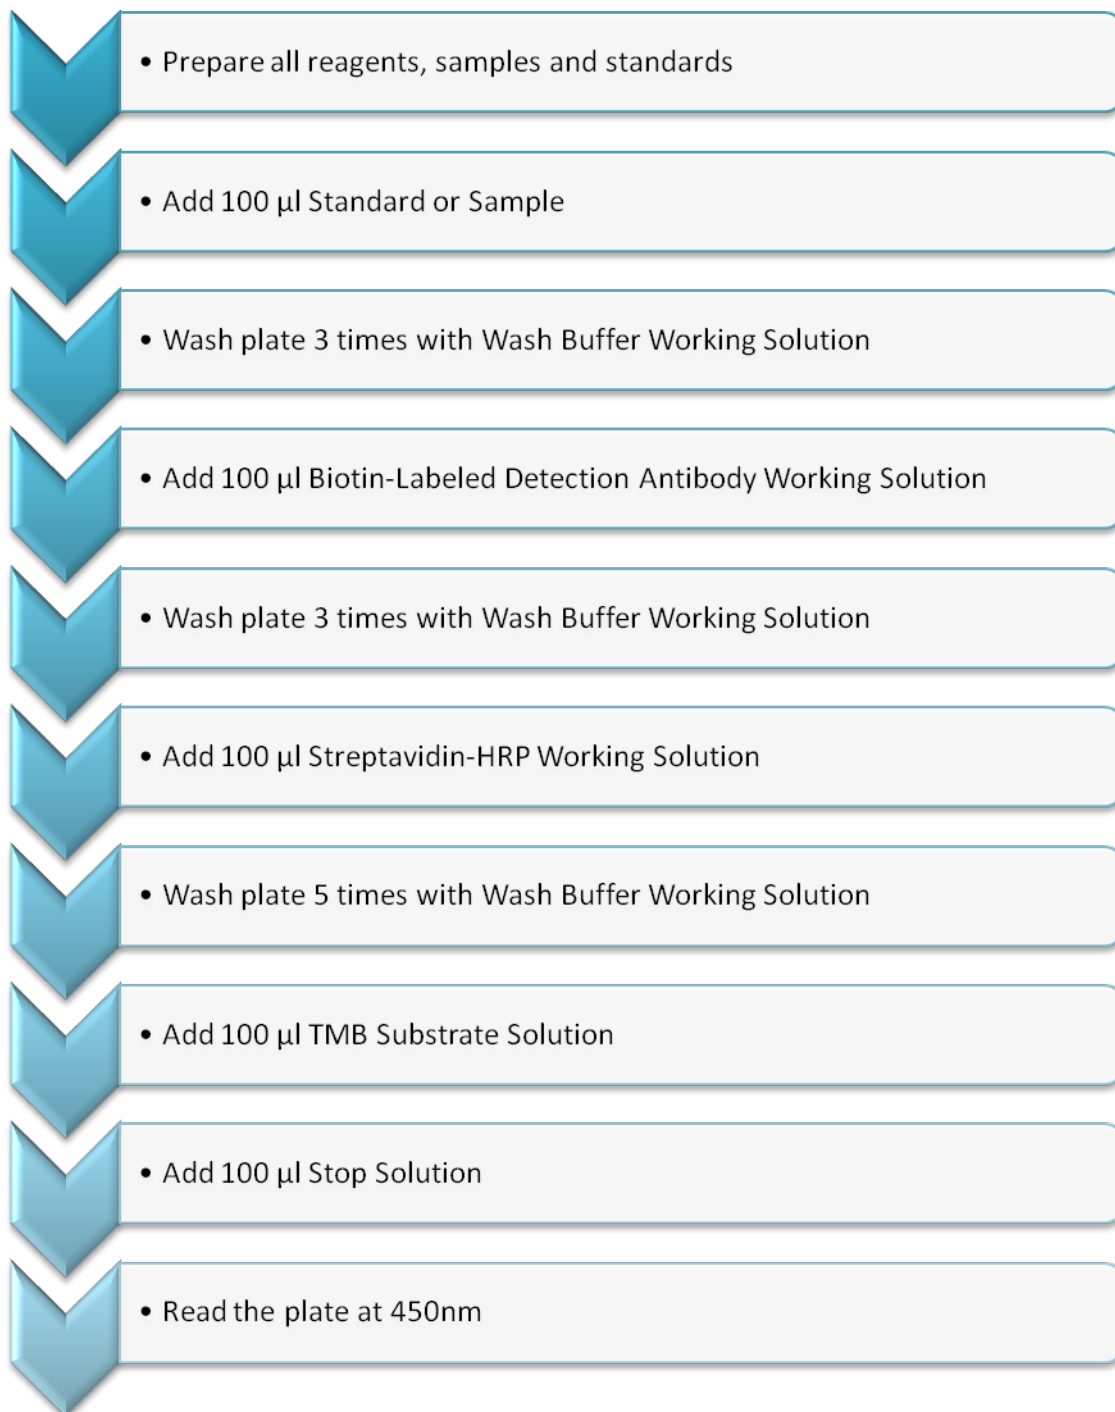 • Prepare all reagents, samples and standards
• Add 100 µl Standard or Sample
• Wash plate 3 times with Wash Buffer Working Solution
• Add 100 µl Biotin-Labeled Detection Antibody Working Solution
• Wash plate 3 times with Wash Buffer Working Solution
• Add 100 µl Streptavidin-HRP Working Solution
• Wash plate 5 times with Wash Buffer Working Solution
• Add 100 µl TMB Substrate Solution
• Add 100 µl Stop Solution
• Read the plate at 450nm